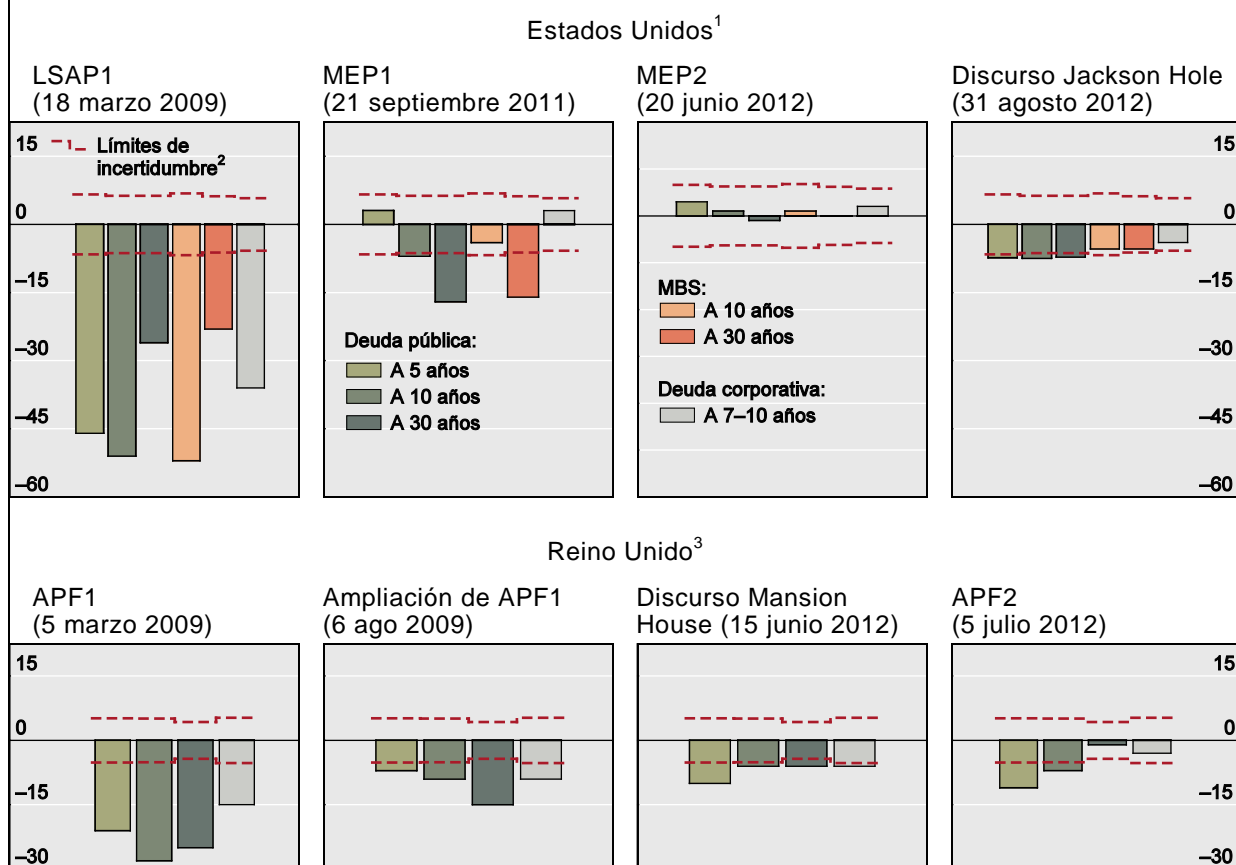 Estados Unidos1
LSAP1
(18 marzo 2009)
MEP1
(21 septiembre 2011)
MEP2
(20 junio 2012)
Discurso Jackson Hole
(31 agosto 2012)
15
0
–15
–30
–45
–60
Límites de
incertidumbre2
Deuda pública:
A 5 años
A 10 años
A 30 años
MBS:
A 10 años
A 30 años
Deuda corporativa:
A 7–10 años
15
0
–15
–30
–45
–60
Reino Unido3
APF1
(5 marzo 2009)
Ampliación de APF1
(6 ago 2009)
Discurso Mansion
House (15 junio 2012)
APF2
(5 julio 2012)
15
0
–15
–30
15
0
–15
–30